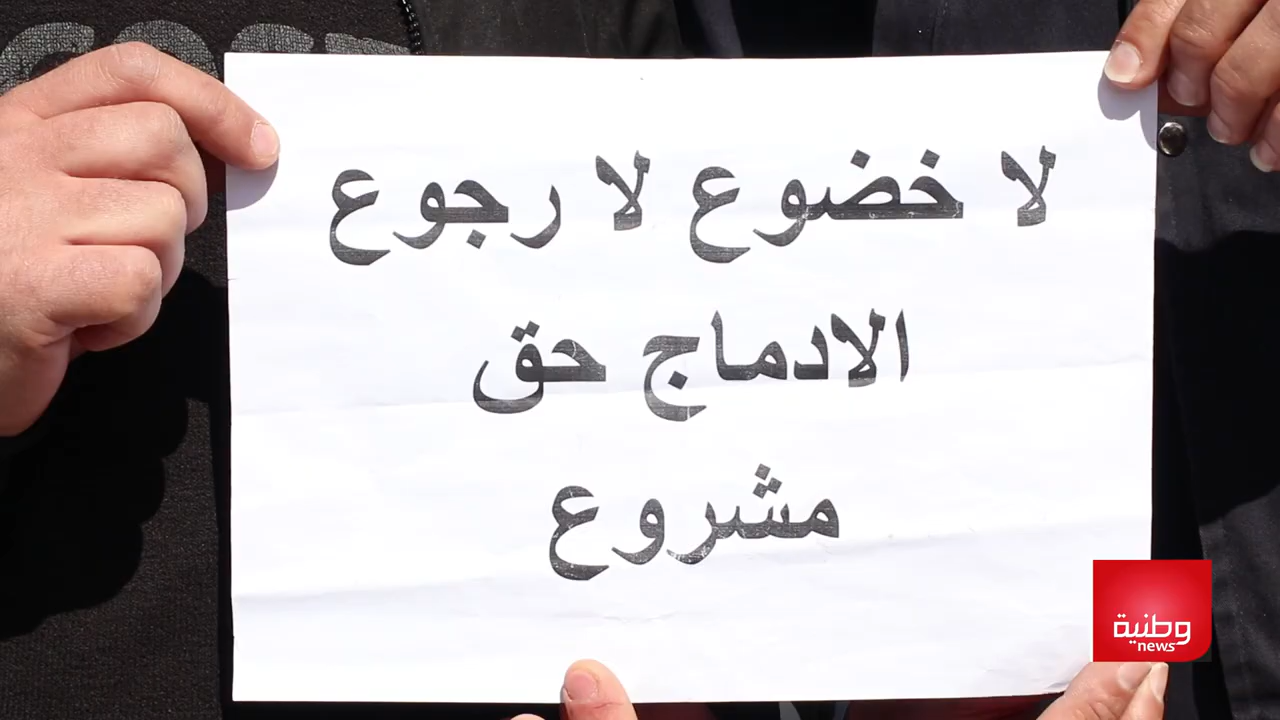 لا خضوع لا رجوع
الادماج حق
مشروع
وطنية
news